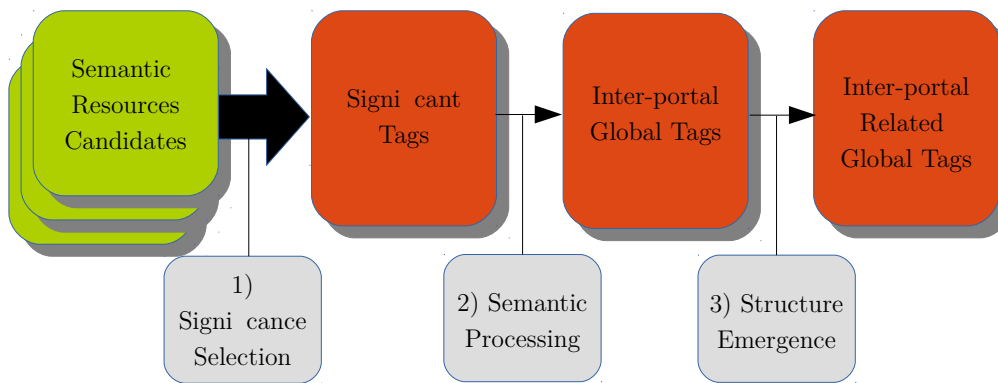 Semantic
Resources
Candidates
Signi cant
Tags
Inter-portal
Global Tags
Inter-portal
Related
Global Tags
1)
Signi cance
Selection
2) Semantic
Processing
3) Structure
Emergence